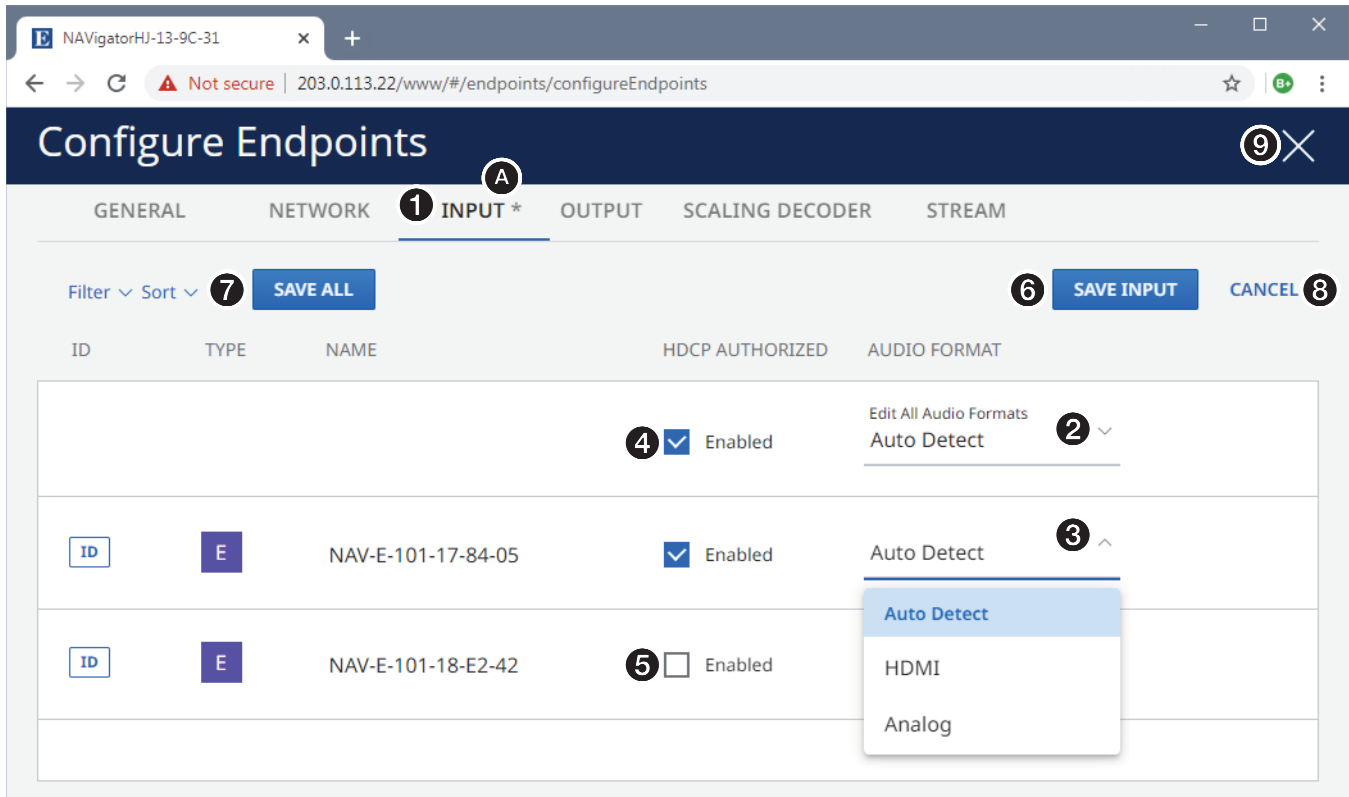 E NAVigatorHJ-13-9C-31
Not secure | 203.0.113.22/www/#/endpoints/configureEndpoints B+
Configure Endpoints 9
A
GENERAL NETWORK 1 INPUT * OUTPUT SCALING DECODER STREAM
Filter Sort 7 SAVE ALL 6 SAVE INPUT CANCEL 8
ID TYPE NAME HDCP AUTHORIZED AUDIO FORMAT
Edit All Audio Formats
4 Enabled Auto Detect 2
ID E NAV-E-101-17-84-05 Enabled Auto Detect 3
Auto Detect
ID E NAV-E-101-18-E2-42 5 Enabled HDMI
Analog